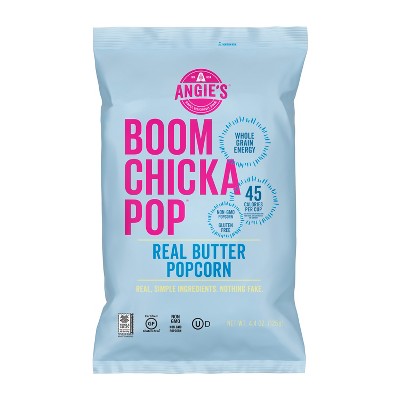 ANGIE'S
BOOM
CHICKA
POP
WHOLE
GRAIN
ENERGY
45
CALORIES
PER CUP
NON-GMO
POPCORN
GLUTEN
FREE
REAL BUTTER
POPCORN
REAL, SIMPLE INGREDIENTS. NOTHING FAKE.
GF
NON
GMO
U D